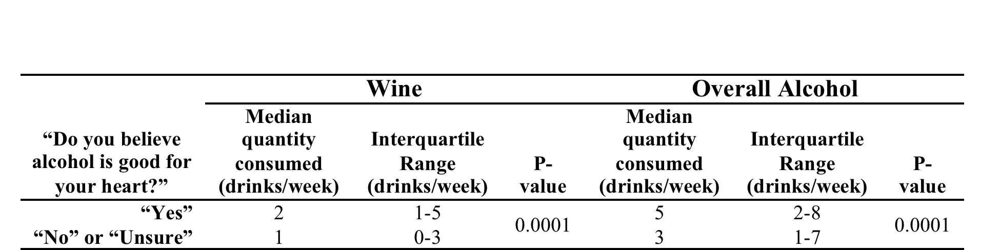 Wine Overall Alcohol
“Do you believe
alcohol is good for
your heart?”
Median
quantity
consumed
(drinks/week)
Interquartile
Range
(drinks/week)
P-
value
Median
quantity
consumed
(drinks/week)
Interquartile
Range
(drinks/week)
P-
value
“Yes” 2 1-5 0.0001 5 2-8 0.0001
“No” or “Unsure” 1 0-3 3 1-7